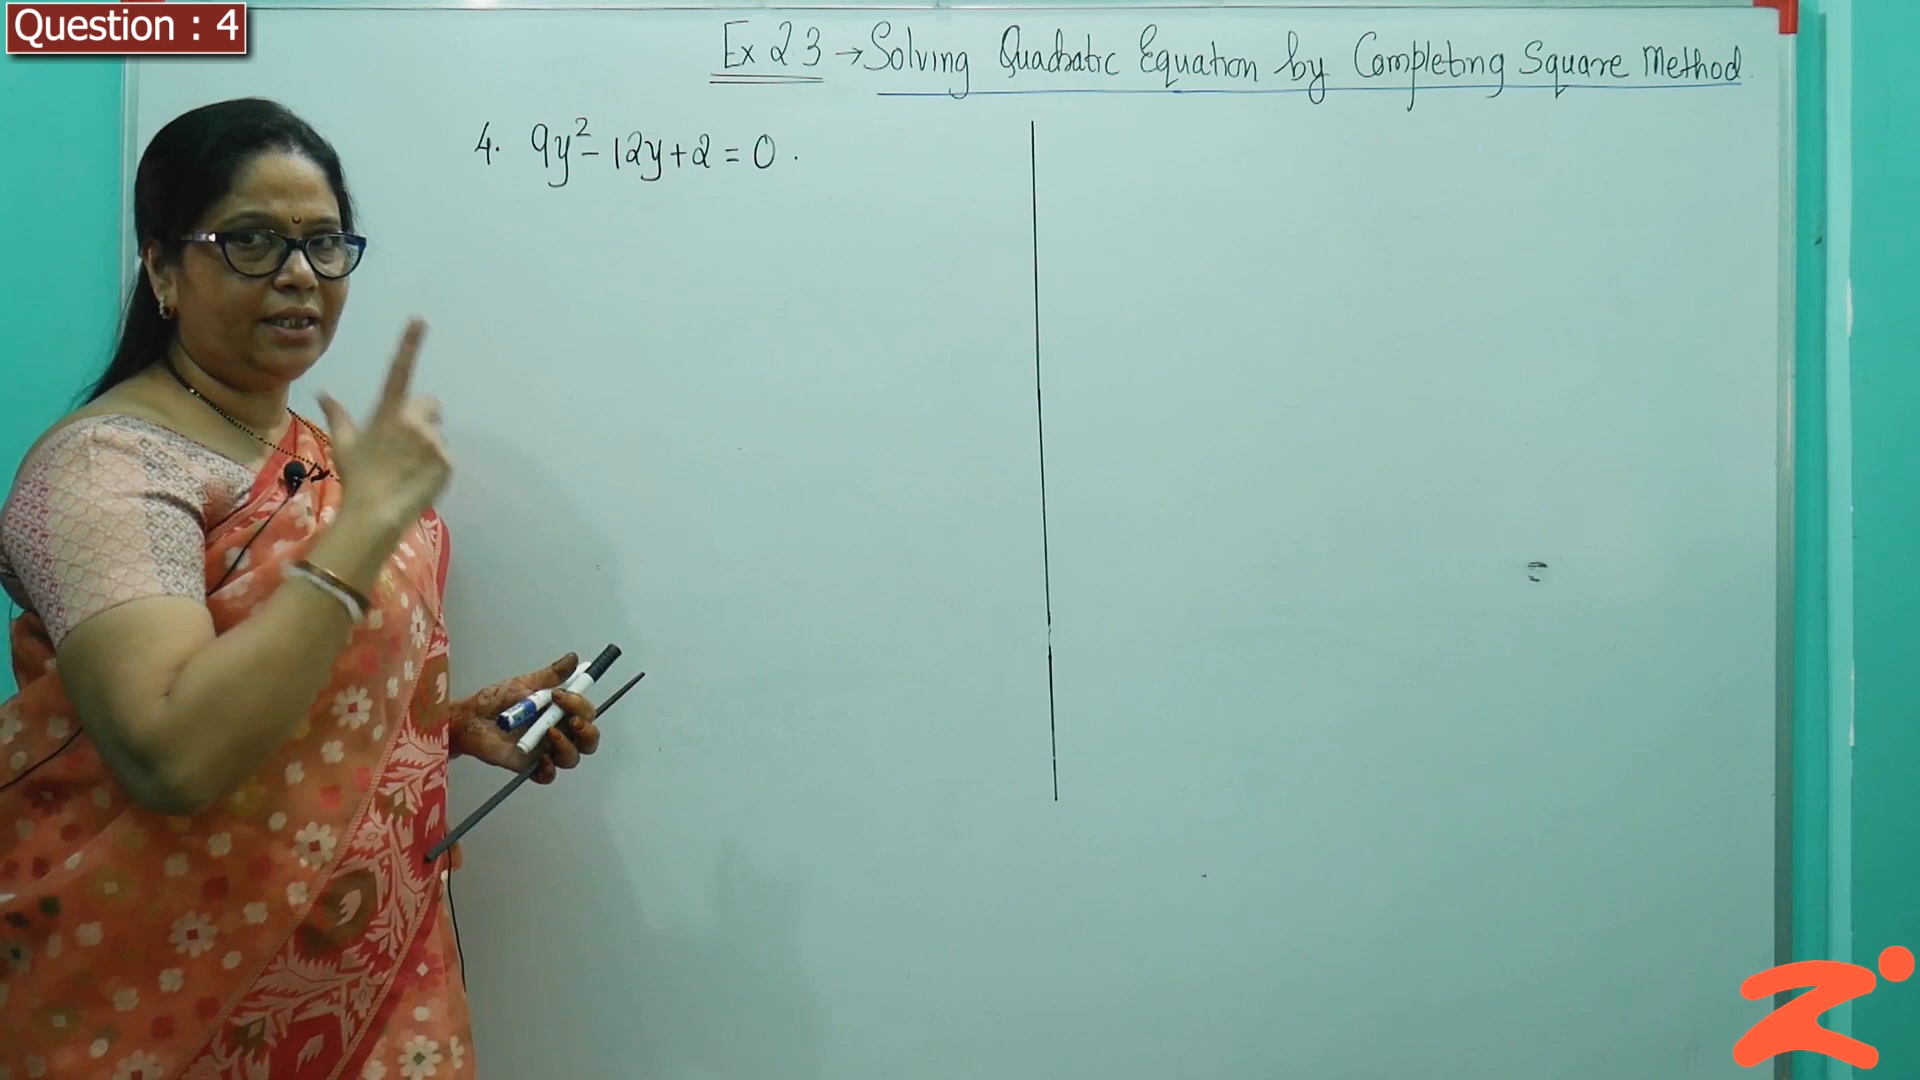 Question : 4
Ex 2.3 → Solving Quadratic Equation by Completing Square Method.
4. 9y² - 12y + 2 = 0.